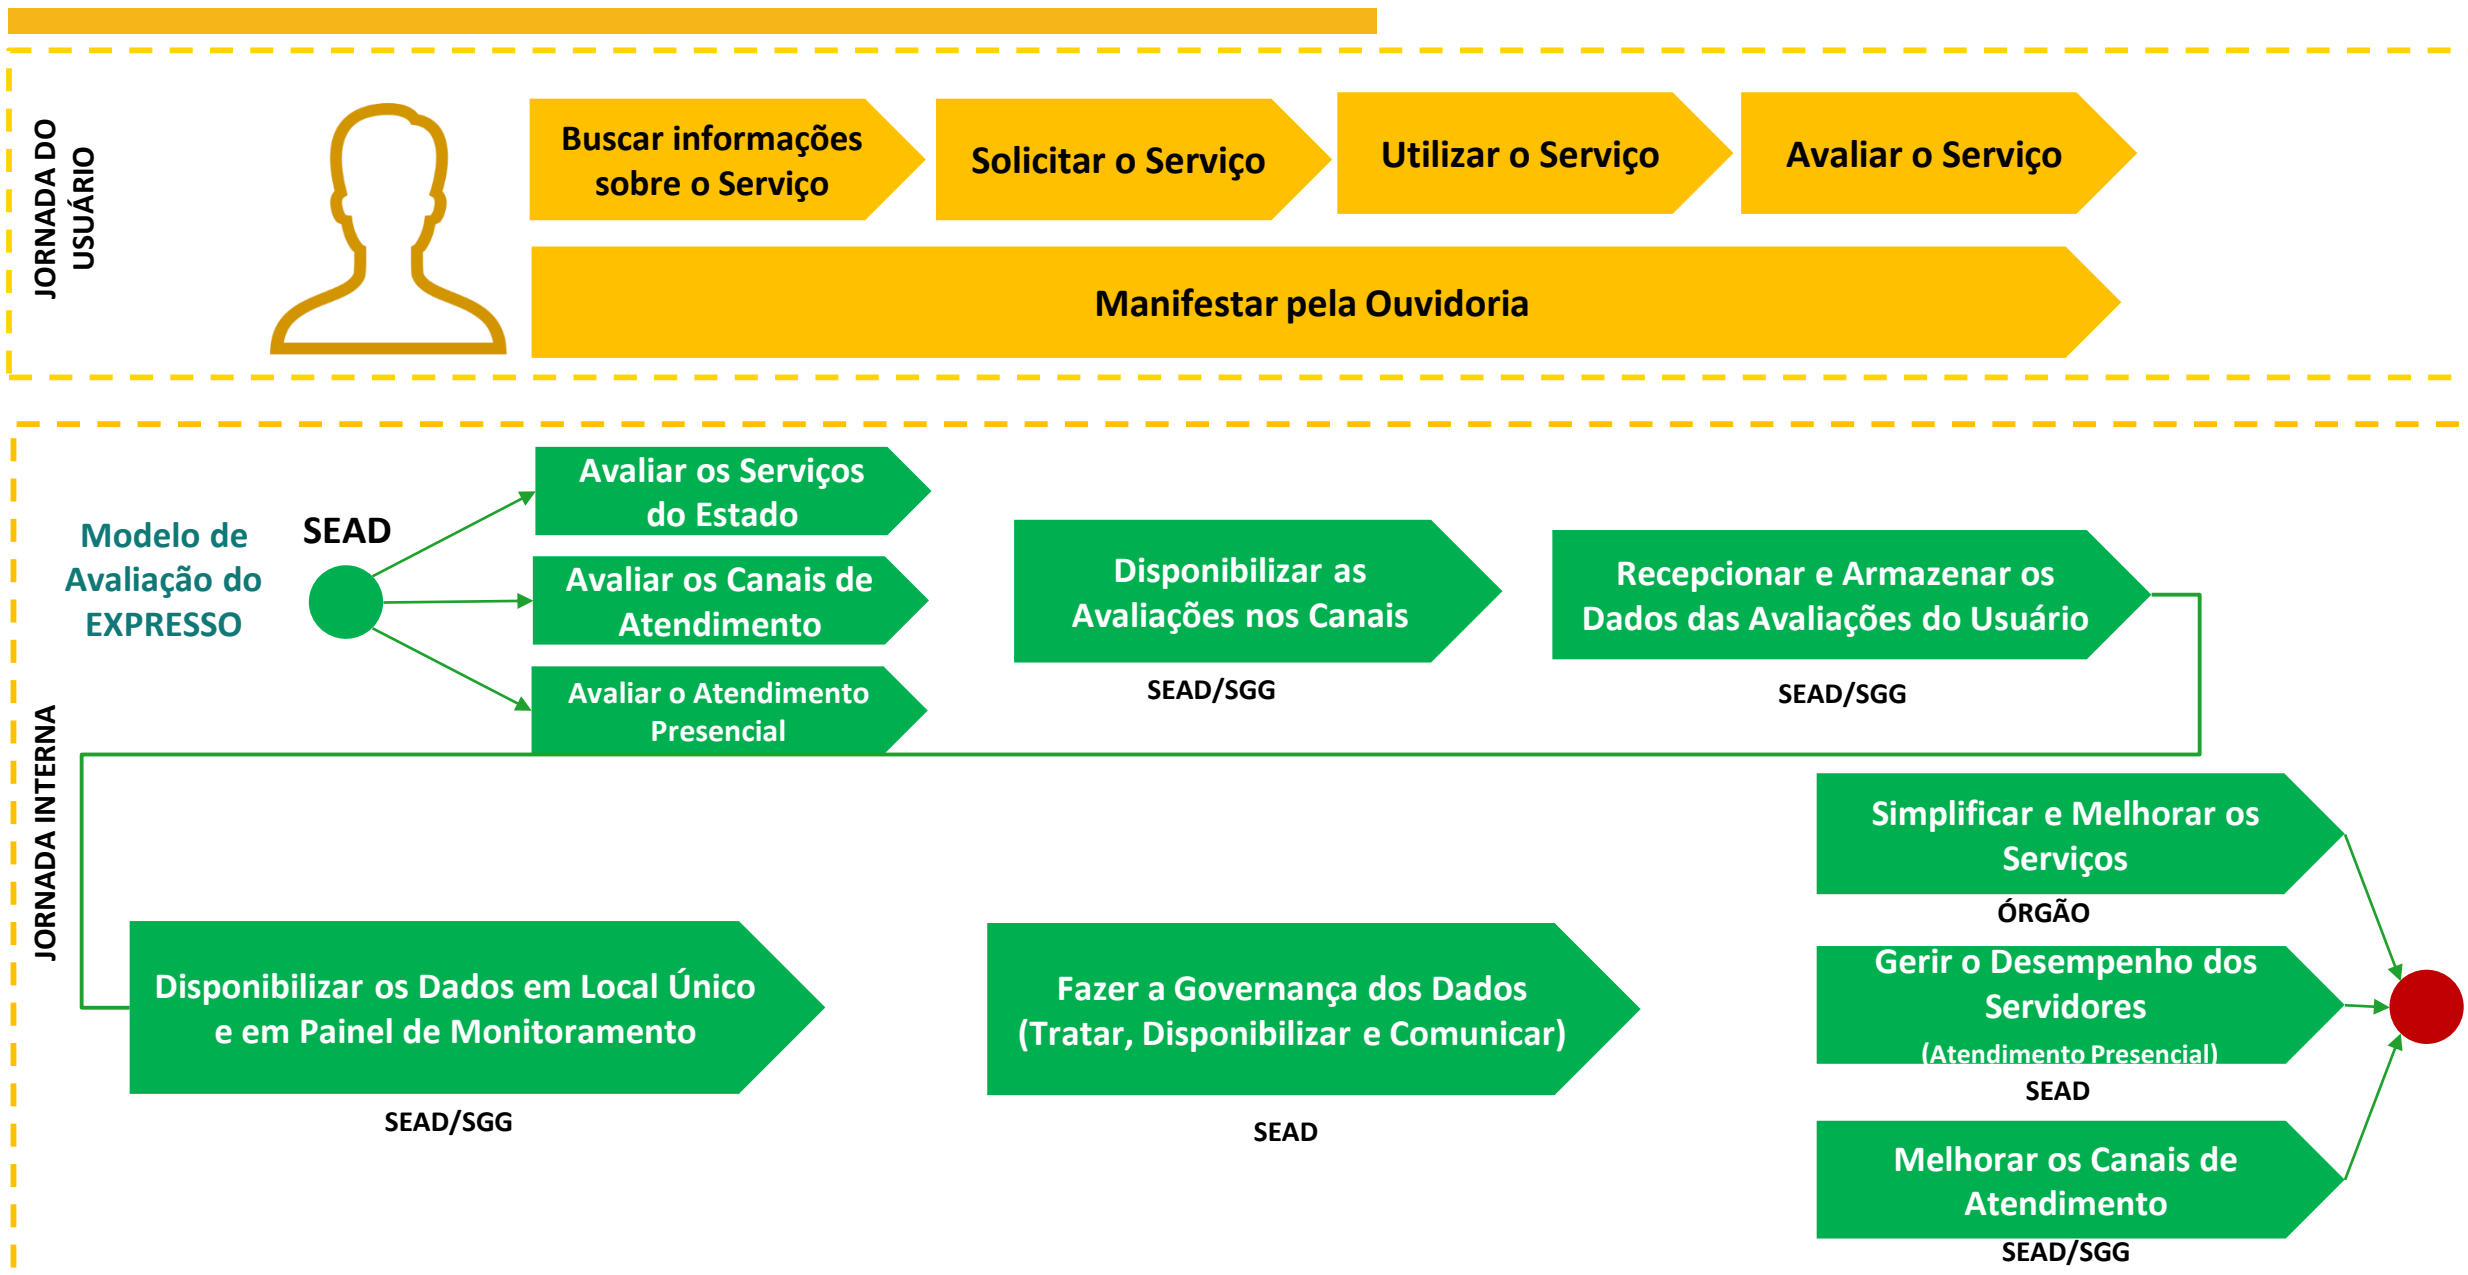 JORNADA DO
USUÁRIO
Buscar informações
sobre o Serviço
Solicitar o Serviço
Utilizar o Serviço
Avaliar o Serviço
Manifestar pela Ouvidoria
JORNADA INTERNA
Modelo de
Avaliação do
EXPRESSO
SEAD
Avaliar os Serviços
do Estado
Avaliar os Canais de
Atendimento
Avaliar o Atendimento
Presencial
Disponibilizar as
Avaliações nos Canais
SEAD/SGG
Recepcionar e Armazenar os
Dados das Avaliações do Usuário
SEAD/SGG
Disponibilizar os Dados em Local Único
e em Painel de Monitoramento
SEAD/SGG
Fazer a Governança dos Dados
(Tratar, Disponibilizar e Comunicar)
SEAD
Simplificar e Melhorar os
Serviços
ÓRGÃO
Gerir o Desempenho dos
Servidores
(Atendimento Presencial)
SEAD
Melhorar os Canais de
Atendimento
SEAD/SGG